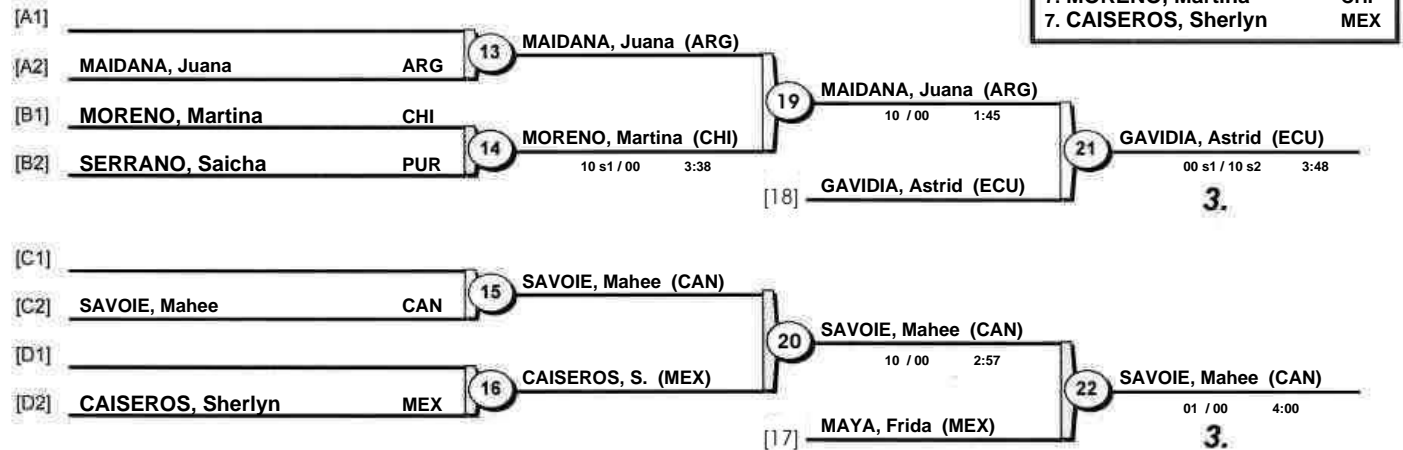 7. MORENO, Martina CHI
7. CAISEROS, Sherlyn MEX
[A1]
[A2] MAIDANA, Juana ARG
13 MAIDANA, Juana (ARG)
[B1] MORENO, Martina CHI
[B2] SERRANO, Saicha PUR
14 MORENO, Martina (CHI)
10 s1 / 00 3:38
19 MAIDANA, Juana (ARG)
10 / 00 1:45
[18] GAVIDIA, Astrid (ECU)
21 GAVIDIA, Astrid (ECU)
00 s1 / 10 s2 3:48
3.
[C1]
[C2] SAVOIE, Mahee CAN
15 SAVOIE, Mahee (CAN)
[D1]
[D2] CAISEROS, Sherlyn MEX
16 CAISEROS, S. (MEX)
20 SAVOIE, Mahee (CAN)
10 / 00 2:57
[17] MAYA, Frida (MEX)
22 SAVOIE, Mahee (CAN)
01 / 00 4:00
3.